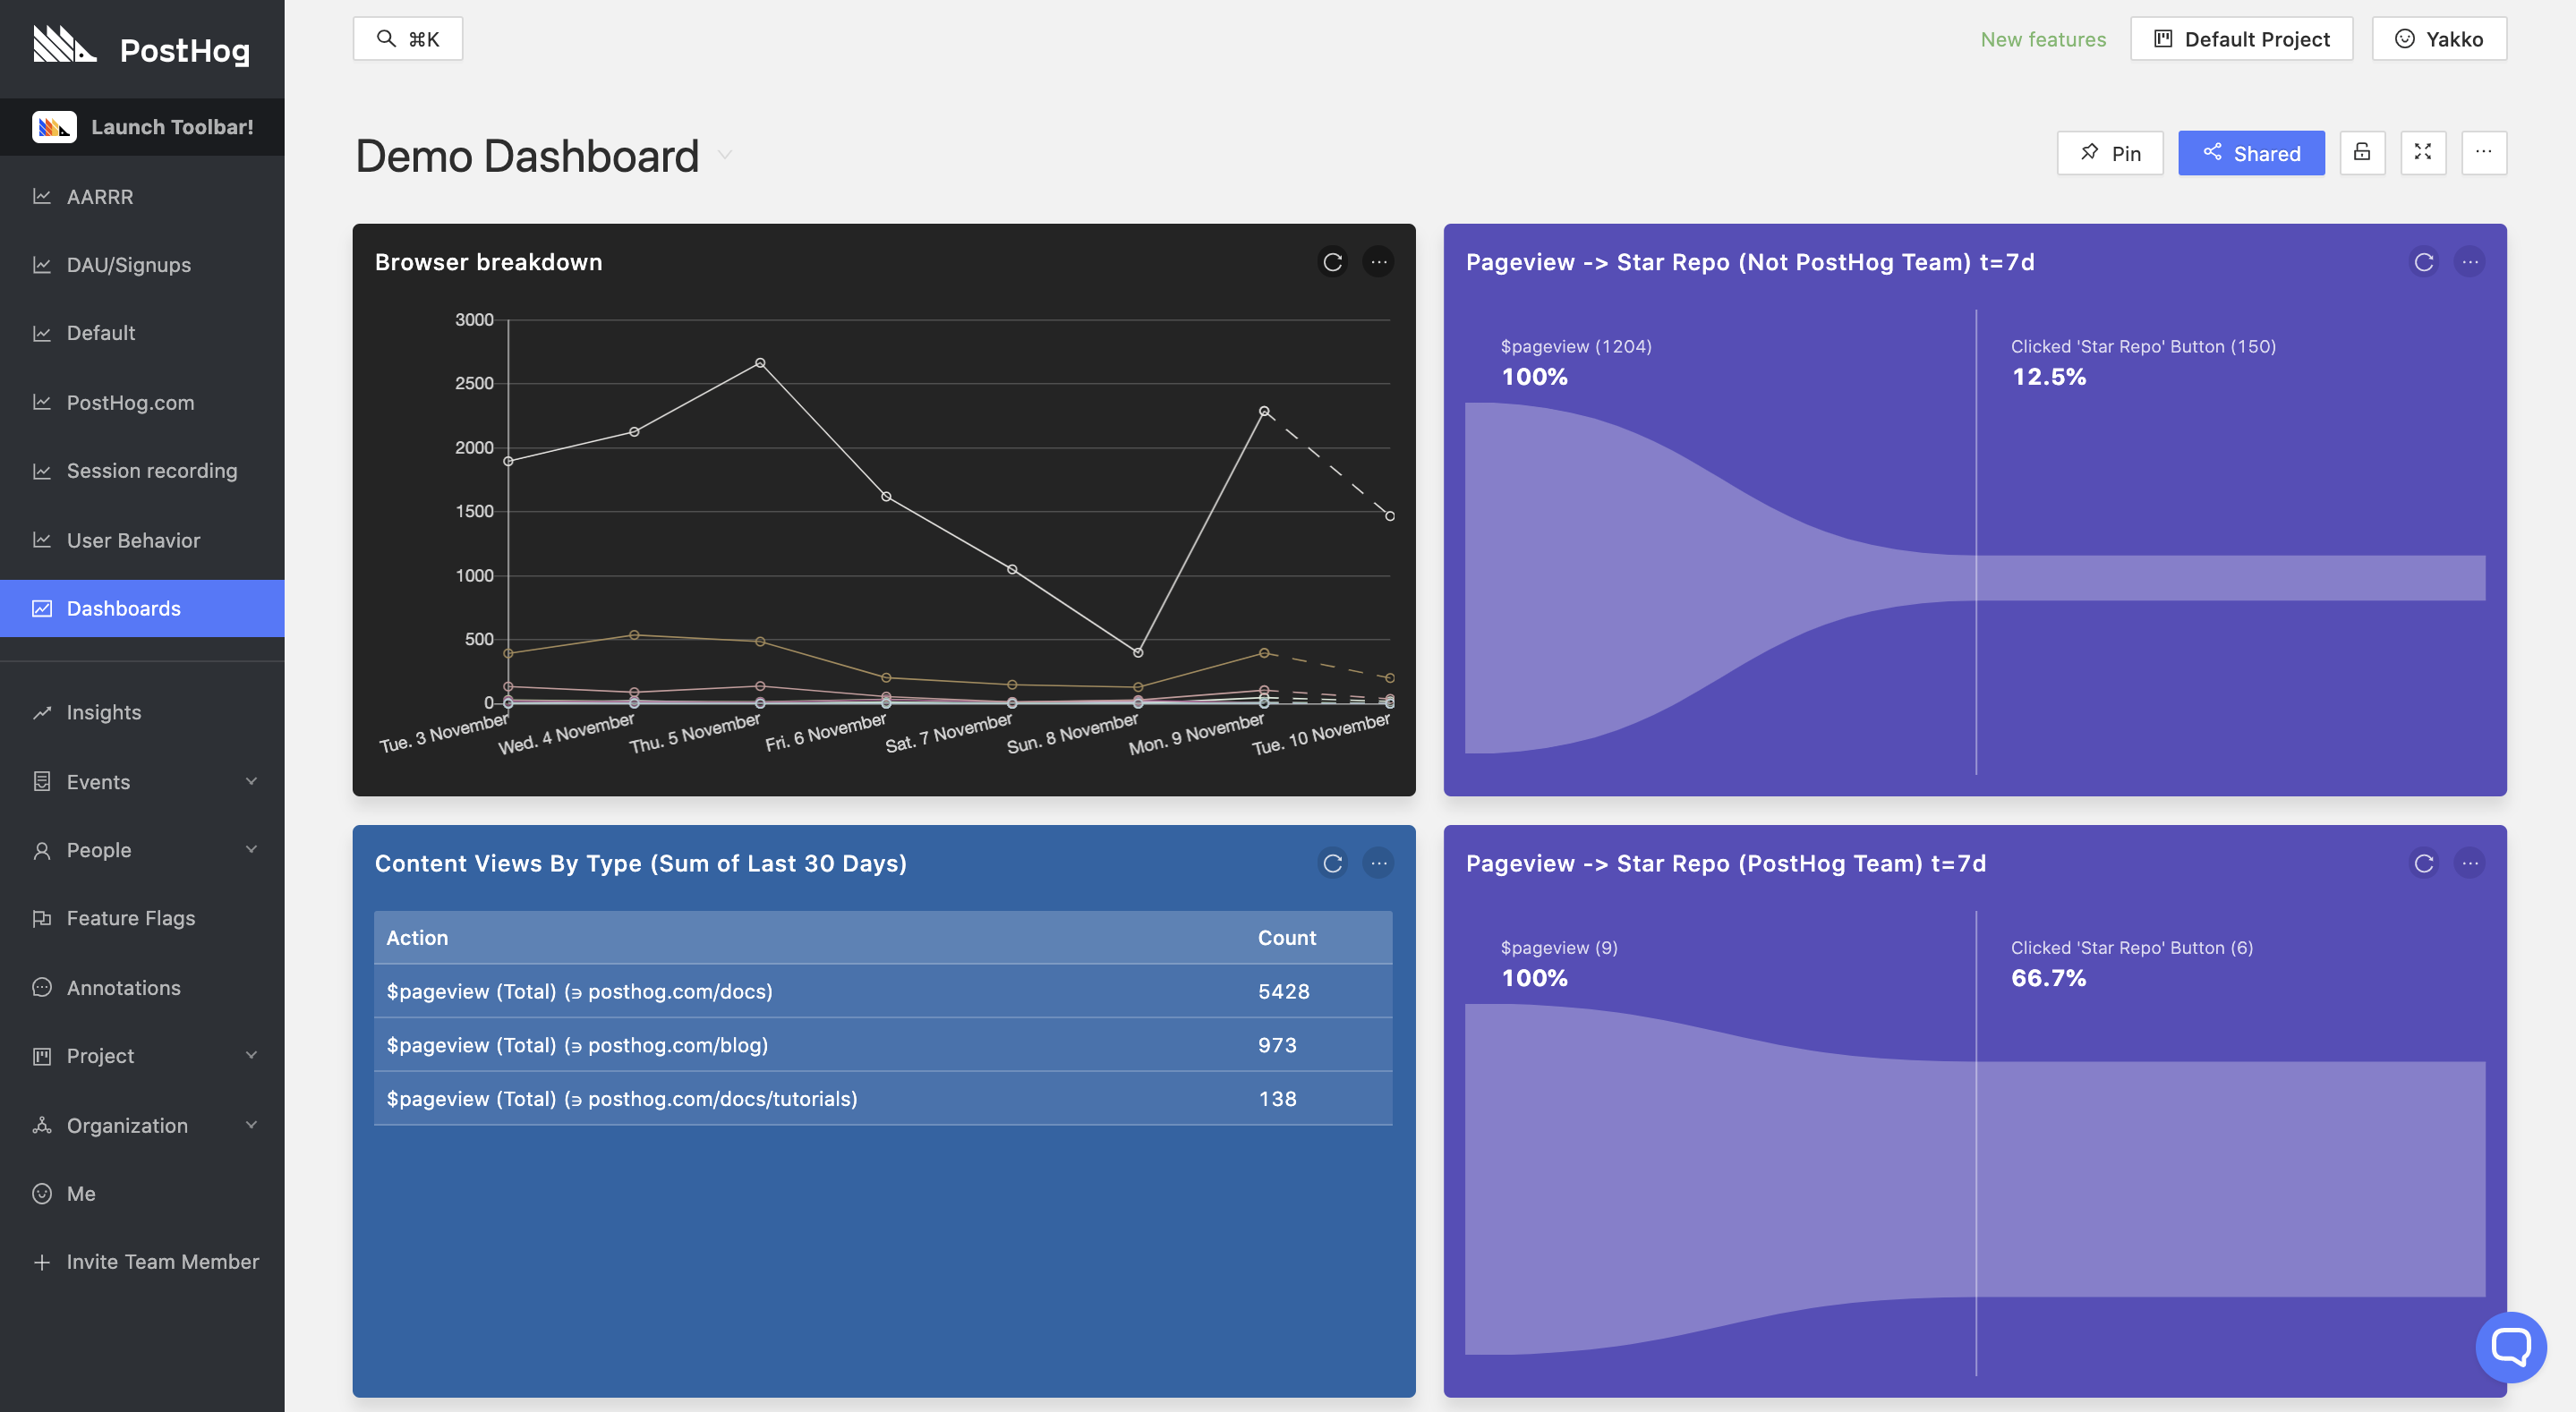 PostHog
Launch Toolbar!
AARRR
DAU/Signups
Default
PostHog.com
Session recording
User Behavior
Dashboards
Insights
Events
People
Feature Flags
Annotations
Project
Organization
Me
Invite Team Member
⌘K
New features
Default Project
Yakko
Demo Dashboard
Pin
Shared
Browser breakdown
3000
2500
2000
1500
1000
500
0
Tue. 3 November
Wed. 4 November
Thu. 5 November
Fri. 6 November
Sat. 7 November
Sun. 8 November
Mon. 9 November
Tue. 10 November
Pageview -> Star Repo (Not PostHog Team) t=7d
$pageview (1204)
100%
Clicked 'Star Repo' Button (150)
12.5%
Content Views By Type (Sum of Last 30 Days)
Action Count
$pageview (Total) (∋ posthog.com/docs) 5428
$pageview (Total) (∋ posthog.com/blog) 973
$pageview (Total) (∋ posthog.com/docs/tutorials) 138
Pageview -> Star Repo (PostHog Team) t=7d
$pageview (9)
100%
Clicked 'Star Repo' Button (6)
66.7%